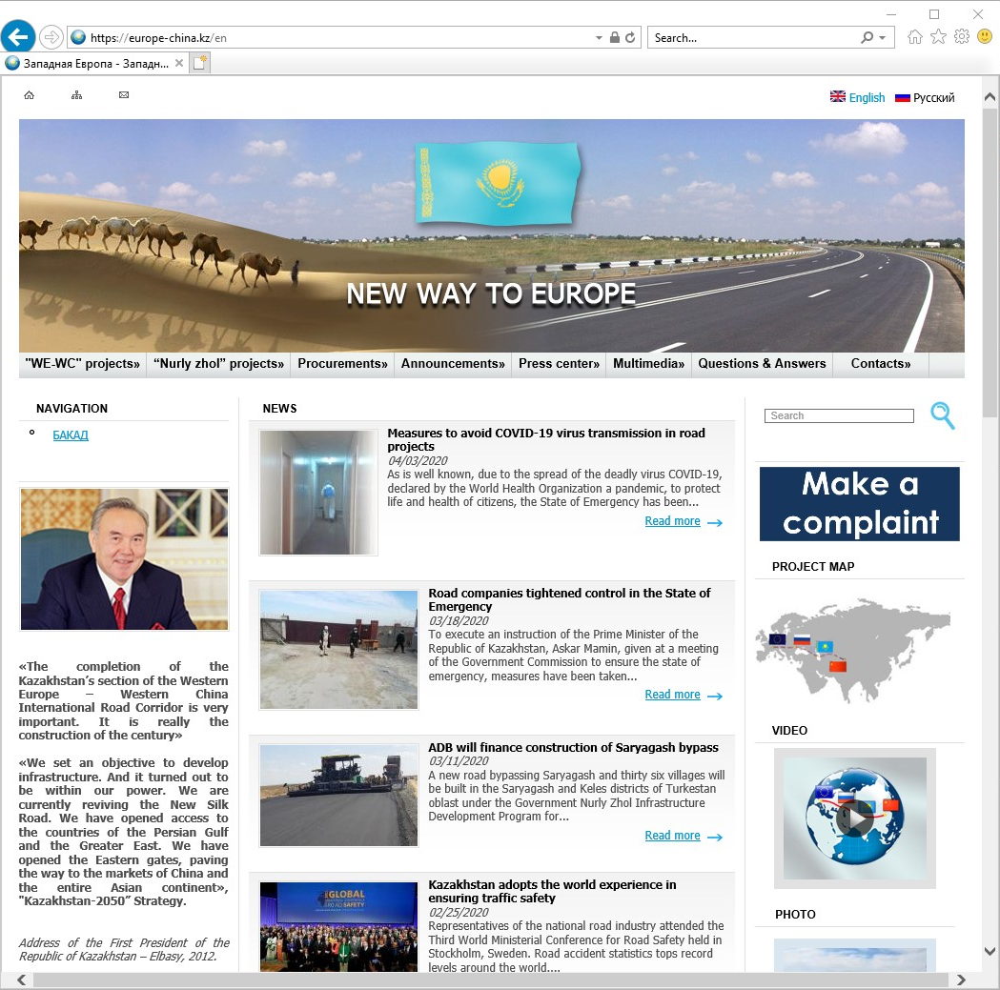 https://europe-china.kz/en
Search...
Западная Европа - Западн...
English
Русский
NEW WAY TO EUROPE
"WE-WC" projects»
“Nurly zhol” projects»
Procurements»
Announcements»
Press center»
Multimedia»
Questions & Answers
Contacts»
NAVIGATION
БАКАД
«The completion of the
Kazakhstan’s section of the Western
Europe – Western China
International Road Corridor is very
important. It is really the
construction of the century»
«We set an objective to develop
infrastructure. And it turned out to
be within our power. We are
currently reviving the New Silk
Road. We have opened access to
the countries of the Persian Gulf
and the Greater East. We have
opened the Eastern gates, paving
the way to the markets of China and
the entire Asian continent»,
"Kazakhstan-2050” Strategy.
Address of the First President of the
Republic of Kazakhstan – Elbasy, 2012.
NEWS
Measures to avoid COVID-19 virus transmission in road
projects
04/03/2020
As is well known, due to the spread of the deadly virus COVID-19,
declared by the World Health Organization a pandemic, to protect
life and health of citizens, the State of Emergency has been...
Read more
Road companies tightened control in the State of
Emergency
03/18/2020
To execute an instruction of the Prime Minister of the
Republic of Kazakhstan, Askar Mamin, given at a meeting
of the Government Commission to ensure the state of
emergency, measures have been taken...
Read more
ADB will finance construction of Saryagash bypass
03/11/2020
A new road bypassing Saryagash and thirty six villages will
be built in the Saryagash and Keles districts of Turkestan
oblast under the Government Nurly Zhol Infrastructure
Development Program for...
Read more
GLOBAL
Kazakhstan adopts the world experience in
ensuring traffic safety
02/25/2020
Representatives of the national road industry attended the
Third World Ministerial Conference for Road Safety held in
Stockholm, Sweden. Road accident statistics tops record
levels around the world....
Search
Make a
complaint
PROJECT MAP
VIDEO
PHOTO